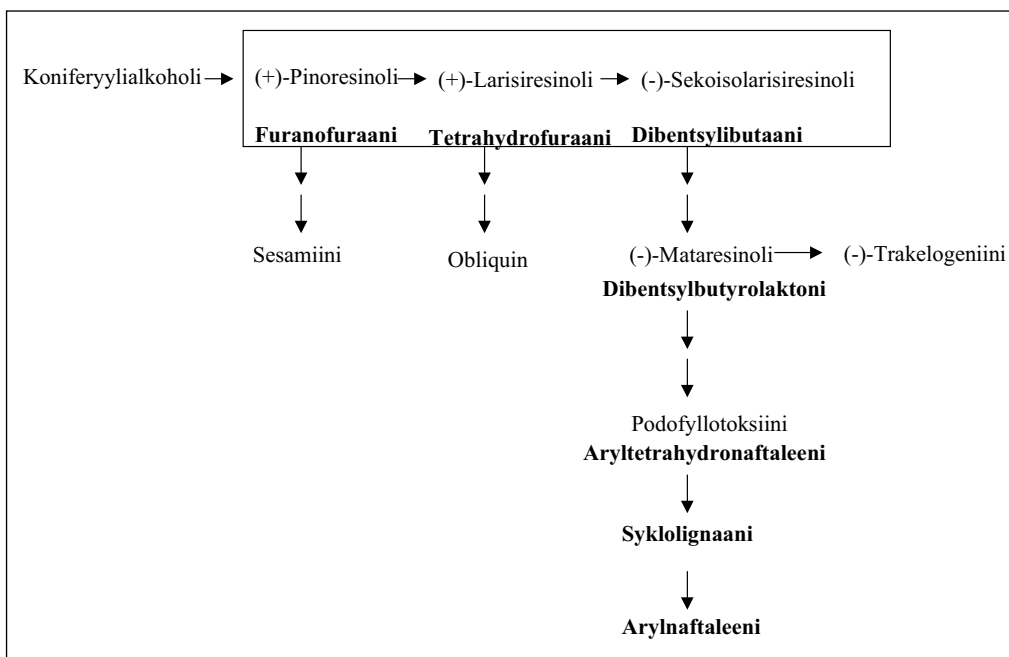 Koniferyylialkoholi (+)-Pinoresinoli (+)-Larisiresinoli (-)-Sekoisolarisiresinoli
Furanofuraani Tetrahydrofuraani Dibentsylibutaani
Sesamiini Obliquin (-)-Mataresinoli (-)-Trakelogeniini
Dibentsylbutyrolaktoni
Podofyllotoksiini
Aryltetrahydronaftaleeni
Syklolignaani
Arylnaftaleeni